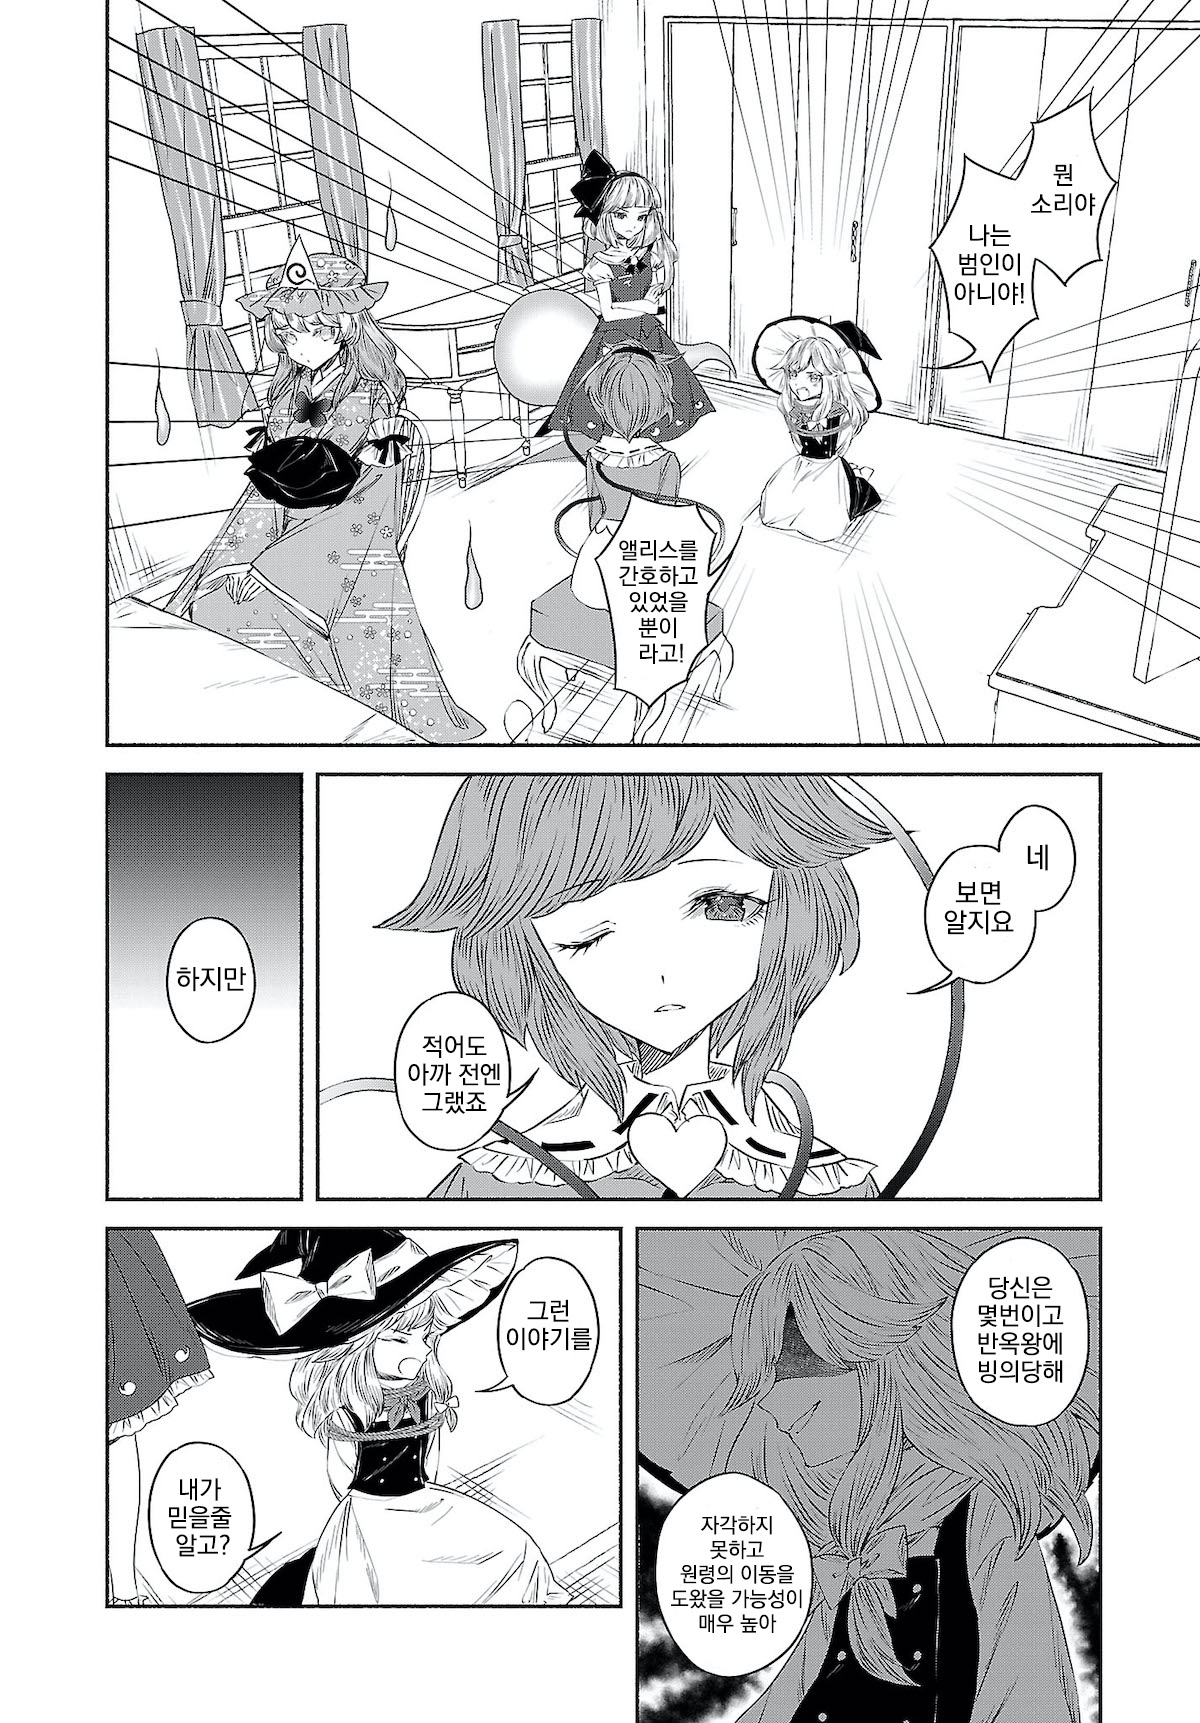 뭔
소리야
나는
범인이
아니야!
앨리스를
간호하고
있었을
뿐이
라고!
네
보면
알지요
적어도
아까 전엔
그랬죠
하지만
당신은
몇번이고
반옥왕에
빙의당해
자각하지
못하고
원령의 이동을
도왔을 가능성이
매우 높아
그런
이야기를
내가
믿을줄
알고?